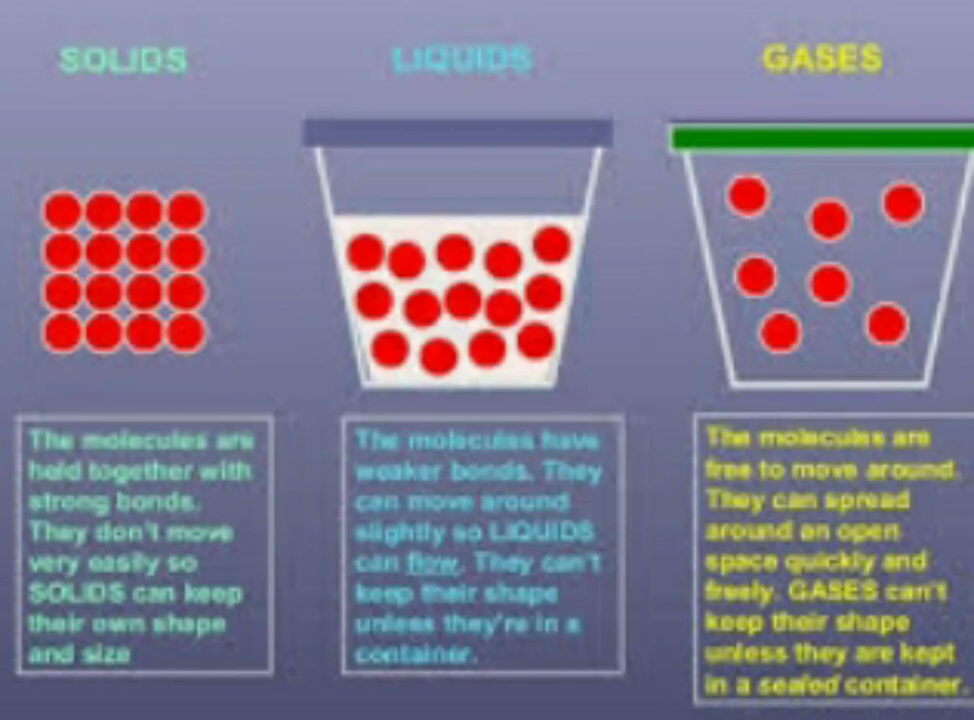 SOLIDS
LIQUIDS
GASES
The molecules are
held together with
strong bonds.
They don't move
very easily so
SOLIDS can keep
their own shape
and size
The molecules have
weaker bonds. They
can move around
slightly so LIQUIDS
can flow. They can't
keep their shape
unless they're in a
container.
The molecules are
free to move around.
They can spread
around an open
space quickly and
freely. GASES can't
keep their shape
unless they are kept
in a sealed container.